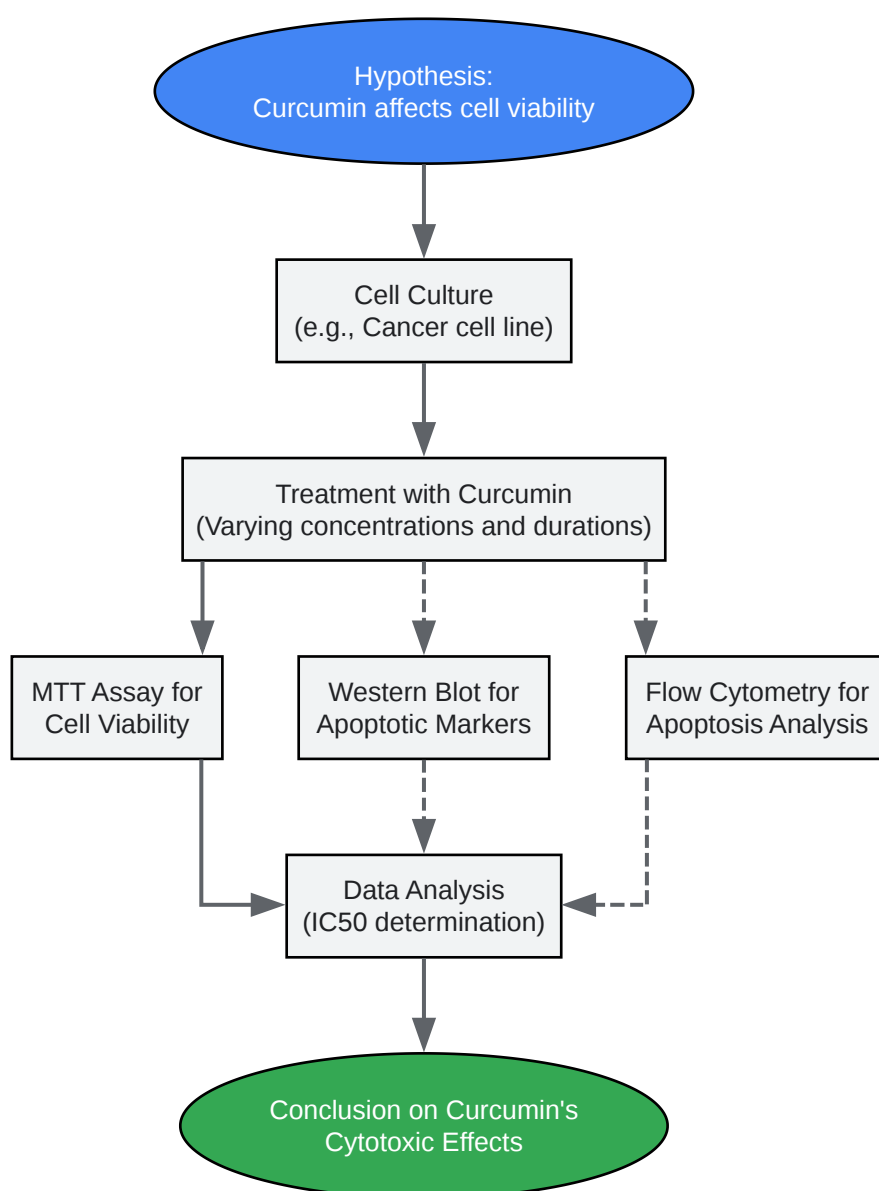 Hypothesis:
Curcumin affects cell viability
Cell Culture
(e.g., Cancer cell line)
Treatment with Curcumin
(Varying concentrations and durations)
MTT Assay for
Cell Viability
Western Blot for
Apoptotic Markers
Flow Cytometry for
Apoptosis Analysis
Data Analysis
(IC50 determination)
Conclusion on Curcumin's
Cytotoxic Effects